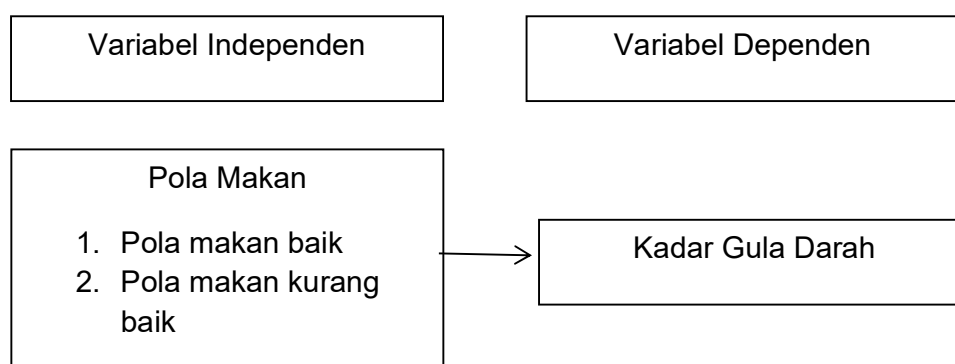 Variabel Independen
Variabel Dependen
Pola Makan
1. Pola makan baik
2. Pola makan kurang
baik
Kadar Gula Darah